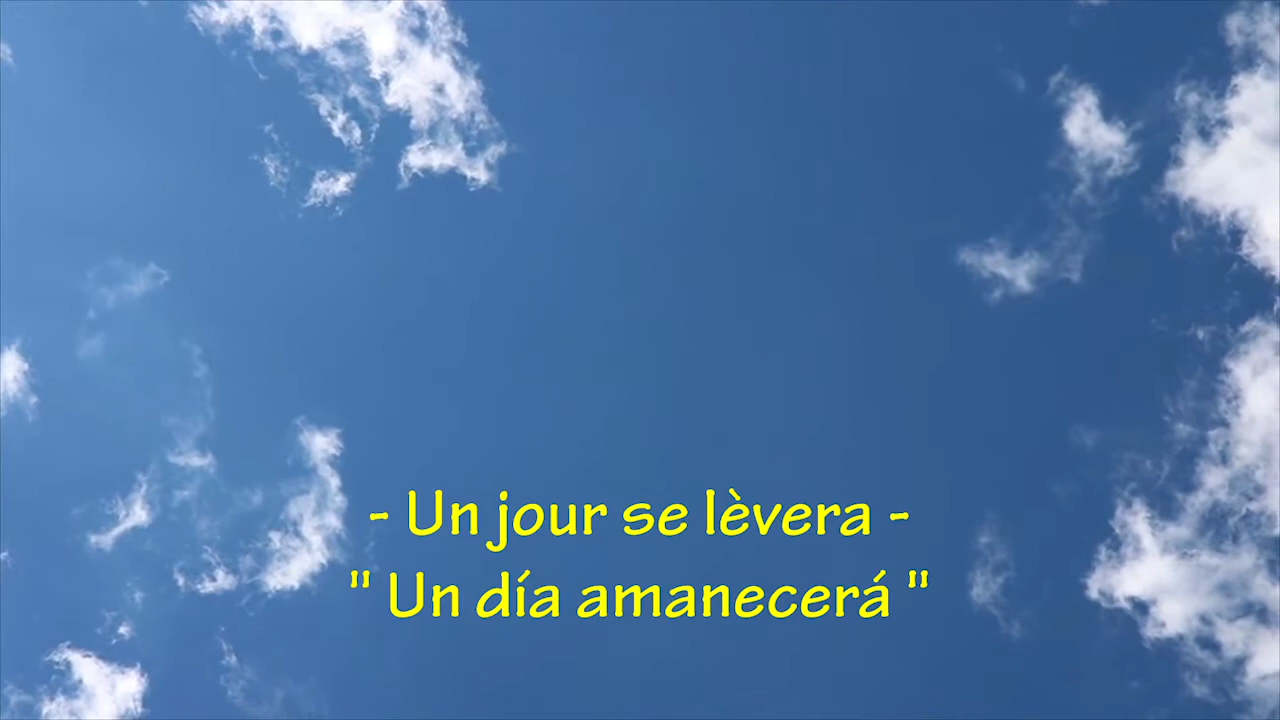 - Un jour se lèvera -
" Un día amanecerá "